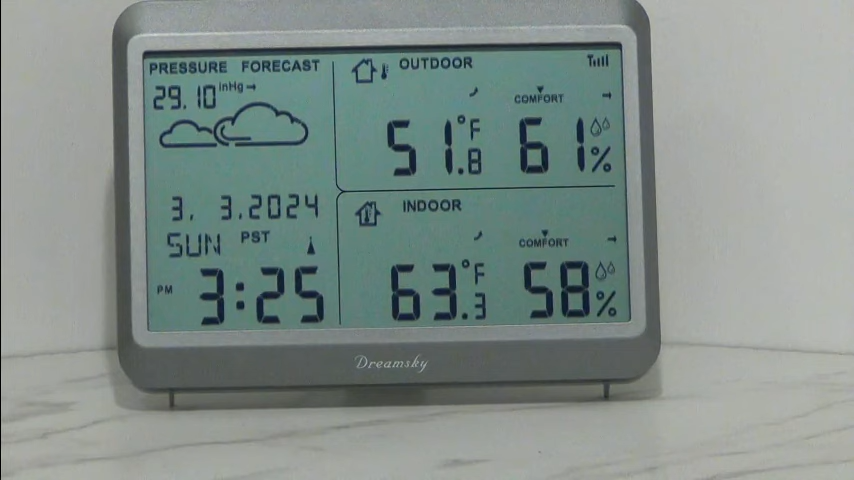 PRESSURE FORECAST
29.10 inHg
3. 3.2024
SUN PST
PM 3:25
OUTDOOR
COMFORT
51.8°F 61%
INDOOR
COMFORT
63.3°F 58%
Dreamsky